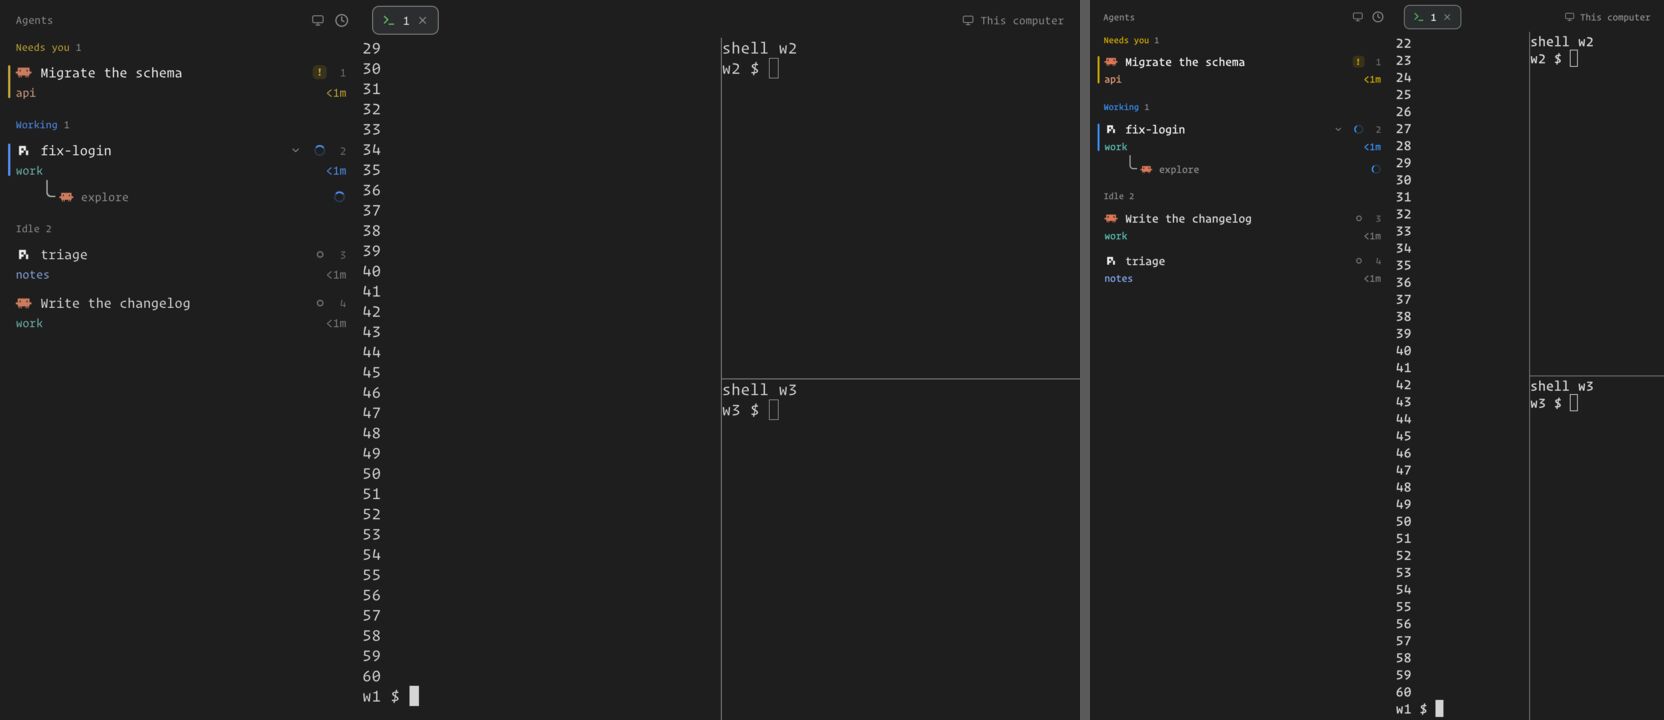 Agents
Needs you 1
Migrate the schema ! 1
api <1m
Working 1
fix-login 2
work <1m
explore
Idle 2
triage 3
notes <1m
Write the changelog 4
work <1m
1
This computer
29
30
31
32
33
34
35
36
37
38
39
40
41
42
43
44
45
46
47
48
49
50
51
52
53
54
55
56
57
58
59
60
w1 $
shell w2
w2 $
shell w3
w3 $
Agents
Needs you 1
Migrate the schema ! 1
api <1m
Working 1
fix-login 2
work <1m
explore
Idle 2
Write the changelog 3
work <1m
triage 4
notes <1m
1
This computer
22
23
24
25
26
27
28
29
30
31
32
33
34
35
36
37
38
39
40
41
42
43
44
45
46
47
48
49
50
51
52
53
54
55
56
57
58
59
60
w1 $
shell w2
w2 $
shell w3
w3 $